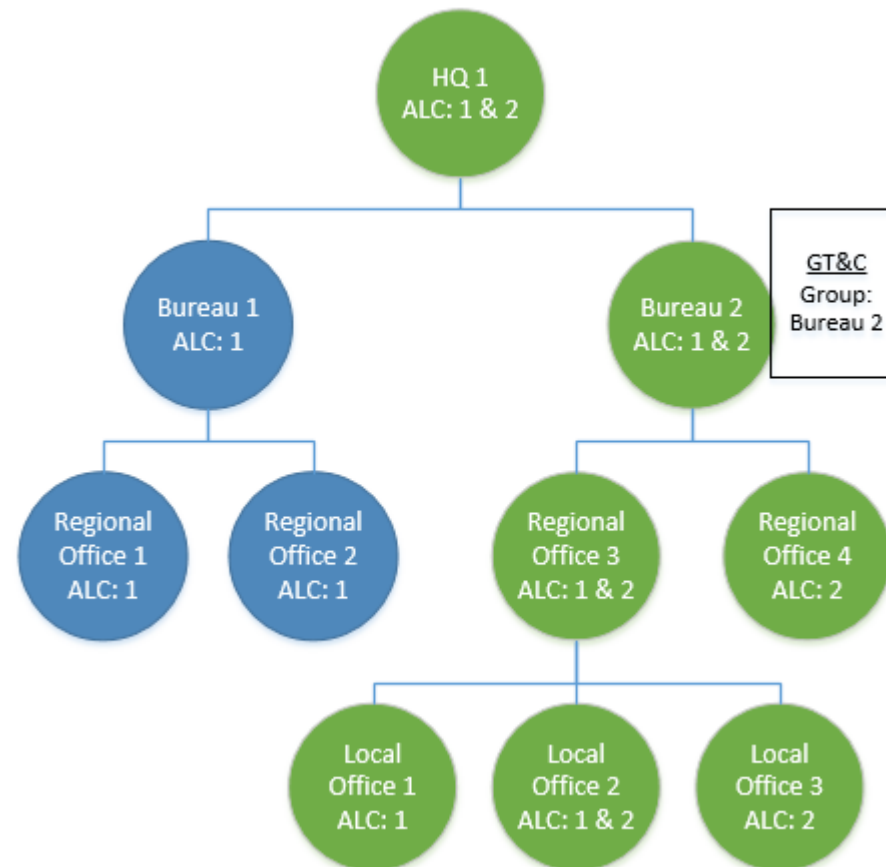 HQ 1
ALC: 1 & 2
Bureau 1
ALC: 1
Bureau 2
ALC: 1 & 2
GT&C
Group:
Bureau 2
Regional
Office 1
ALC: 1
Regional
Office 2
ALC: 1
Regional
Office 3
ALC: 1 & 2
Regional
Office 4
ALC: 2
Local
Office 1
ALC: 1
Local
Office 2
ALC: 1 & 2
Local
Office 3
ALC: 2